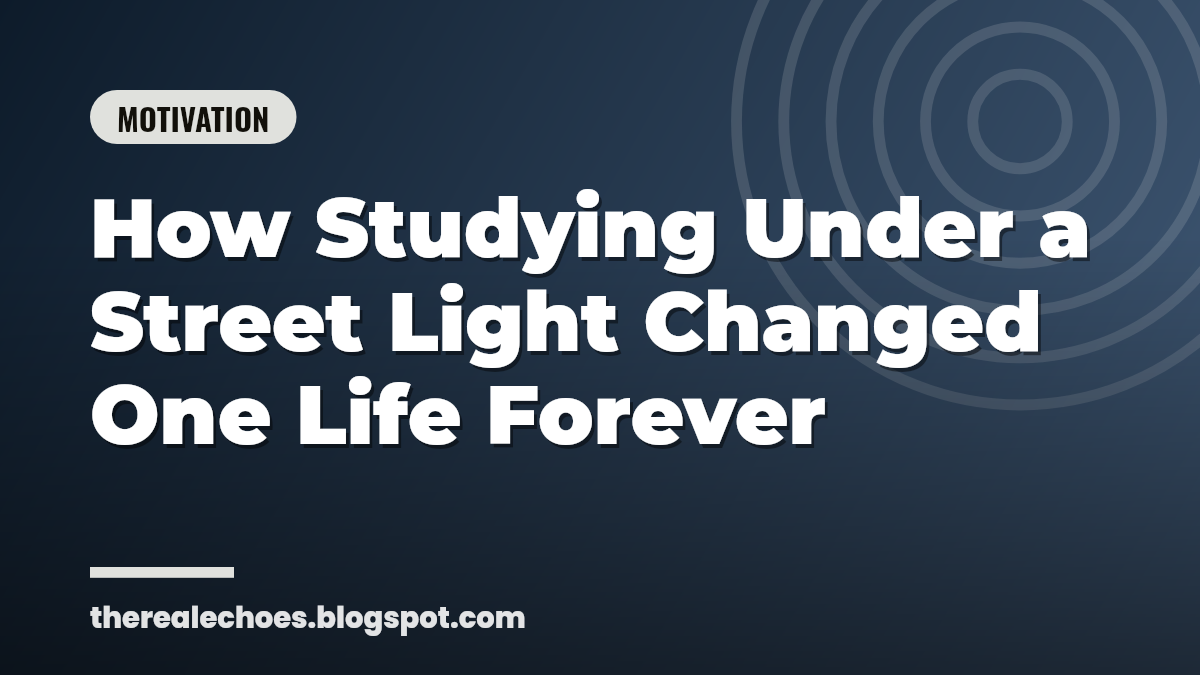 MOTIVATION
How Studying Under a
Street Light Changed
One Life Forever
therealechoes.blogspot.com